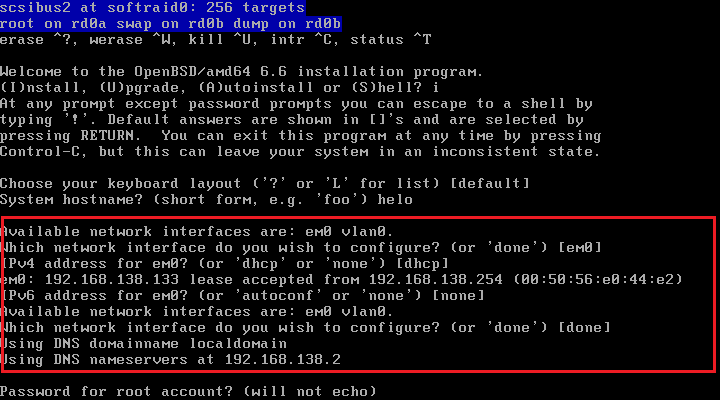 scsibus2 at softraid0: 256 targets
root on rd0a swap on rd0b dump on rd0b
erase ^?, werase ^W, kill ^U, intr ^C, status ^T
Welcome to the OpenBSD/amd64 6.6 installation program.
(I)nstall, (U)pgrade, (A)utoinstall or (S)hell? i
At any prompt except password prompts you can escape to a shell by
typing '!'. Default answers are shown in []'s and are selected by
pressing RETURN.  You can exit this program at any time by pressing
Control-C, but this can leave your system in an inconsistent state.
Choose your keyboard layout ('?' or 'L' for list) [default]
System hostname? (short form, e.g. 'foo') helo
Available network interfaces are: em0 vlan0.
Which network interface do you wish to configure? (or 'done') [em0]
IPv4 address for em0? (or 'dhcp' or 'none') [dhcp]
em0: 192.168.138.133 lease accepted from 192.168.138.254 (00:50:56:e0:44:e2)
IPv6 address for em0? (or 'autoconf' or 'none') [none]
Available network interfaces are: em0 vlan0.
Which network interface do you wish to configure? (or 'done') [done]
Using DNS domainname localdomain
Using DNS nameservers at 192.168.138.2
Password for root account? (will not echo)